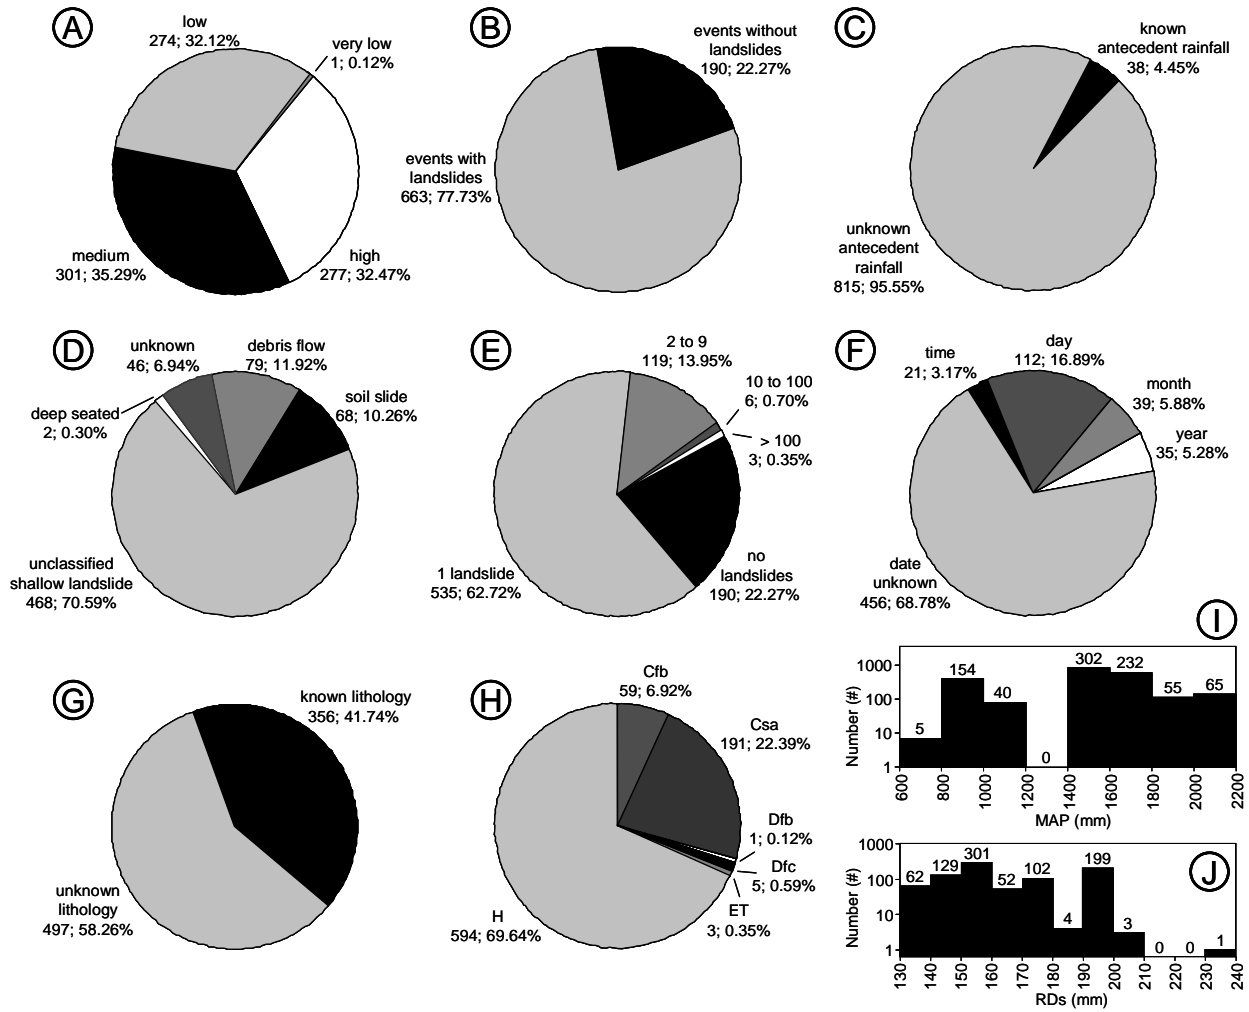 A
low
274; 32.12%
very low
1; 0.12%
medium
301; 35.29%
high
277; 32.47%
B
events without
landslides
190; 22.27%
events with
landslides
663; 77.73%
C
known
antecedent rainfall
38; 4.45%
unknown
antecedent
rainfall
815; 95.55%
D
unknown
46; 6.94%
debris flow
79; 11.92%
soil slide
68; 10.26%
deep seated
2; 0.30%
unclassified
shallow landslide
468; 70.59%
E
2 to 9
119; 13.95%
10 to 100
6; 0.70%
> 100
3; 0.35%
no
landslides
190; 22.27%
1 landslide
535; 62.72%
F
time
21; 3.17%
day
112; 16.89%
month
39; 5.88%
year
35; 5.28%
date
unknown
456; 68.78%
G
known lithology
356; 41.74%
unknown
lithology
497; 58.26%
H
Cfb
59; 6.92%
Csa
191; 22.39%
Dfb
1; 0.12%
Dfc
5; 0.59%
ET
3; 0.35%
H
594; 69.64%
I
Number (#)
1000
100
10
1
5
154
40
0
302
232
55
65
600
800
1000
1200
1400
1600
1800
2000
2200
MAP (mm)
J
Number (#)
1000
100
10
1
62
129
301
52
102
4
199
3
0
0
1
130
140
150
160
170
180
190
200
210
220
230
240
RDs (mm)